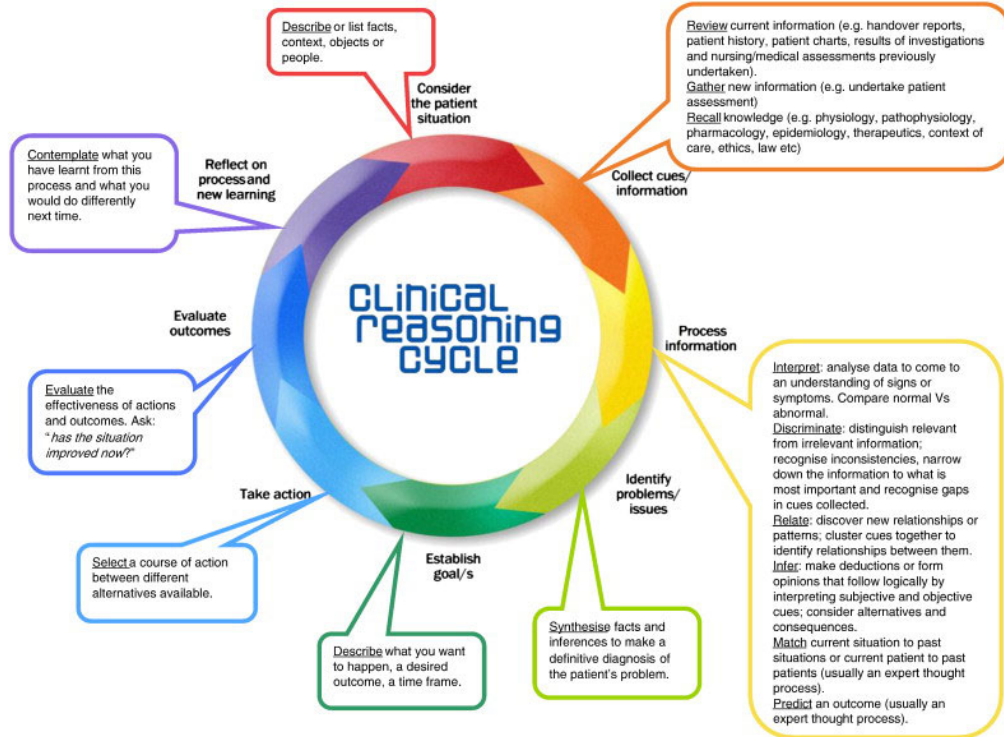 Describe or list facts,
context, objects or
people.
Consider
the patient
situation
Review current information (e.g. handover reports,
patient history, patient charts, results of investigations
and nursing/medical assessments previously
undertaken).
Gather new information (e.g. undertake patient
assessment)
Recall knowledge (e.g. physiology, pathophysiology,
pharmacology, epidemiology, therapeutics, context of
care, ethics, law etc)
Collect cues/
information
Process
information
Interpret: analyse data to come to
an understanding of signs or
symptoms. Compare normal Vs
abnormal.
Discriminate: distinguish relevant
from irrelevant information;
recognise inconsistencies, narrow
down the information to what is
most important and recognise gaps
in cues collected.
Relate: discover new relationships or
patterns; cluster cues together to
identify relationships between them.
Infer: make deductions or form
opinions that follow logically by
interpreting subjective and objective
cues; consider alternatives and
consequences.
Match current situation to past
situations or current patient to past
patients (usually an expert thought
process).
Predict an outcome (usually an
expert thought process).
Identify
problems/
issues
Synthesise facts and
inferences to make a
definitive diagnosis of
the patient's problem.
Establish
goal/s
Describe what you
want to happen, a desired
outcome, a time frame.
Take action
Select a course of action
between different
alternatives available.
Evaluate
outcomes
Evaluate the
effectiveness of actions
and outcomes. Ask:
"has the situation
improved now?"
Reflect on
process and
new learning
Contemplate what you
have learnt from this
process and what you
would do differently
next time.
CLINICAL
REASONING
CYCLE